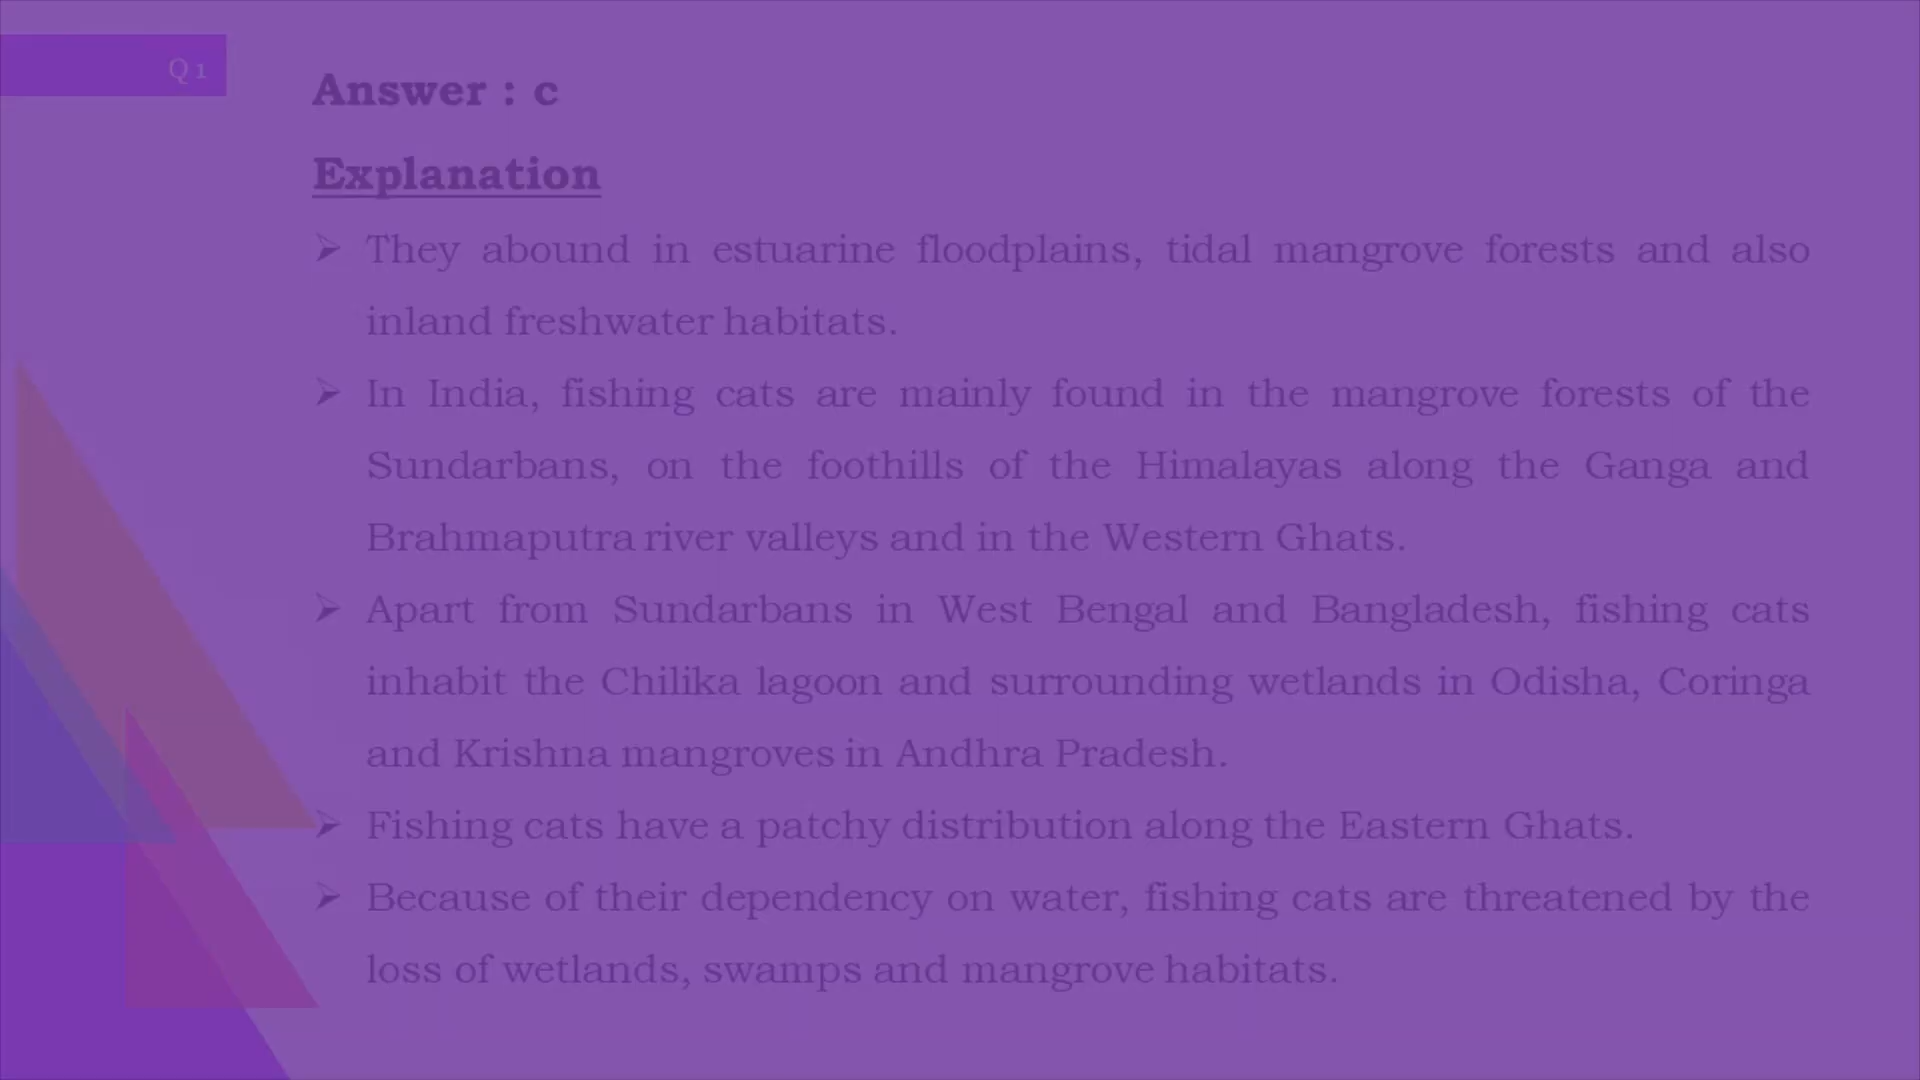 Q 1
Answer : c
Explanation
➢ They abound in estuarine floodplains, tidal mangrove forests and also
inland freshwater habitats.
➢ In India, fishing cats are mainly found in the mangrove forests of the
Sundarbans, on the foothills of the Himalayas along the Ganga and
Brahmaputra river valleys and in the Western Ghats.
➢ Apart from Sundarbans in West Bengal and Bangladesh, fishing cats
inhabit the Chilika lagoon and surrounding wetlands in Odisha, Coringa
and Krishna mangroves in Andhra Pradesh.
➢ Fishing cats have a patchy distribution along the Eastern Ghats.
➢ Because of their dependency on water, fishing cats are threatened by the
loss of wetlands, swamps and mangrove habitats.